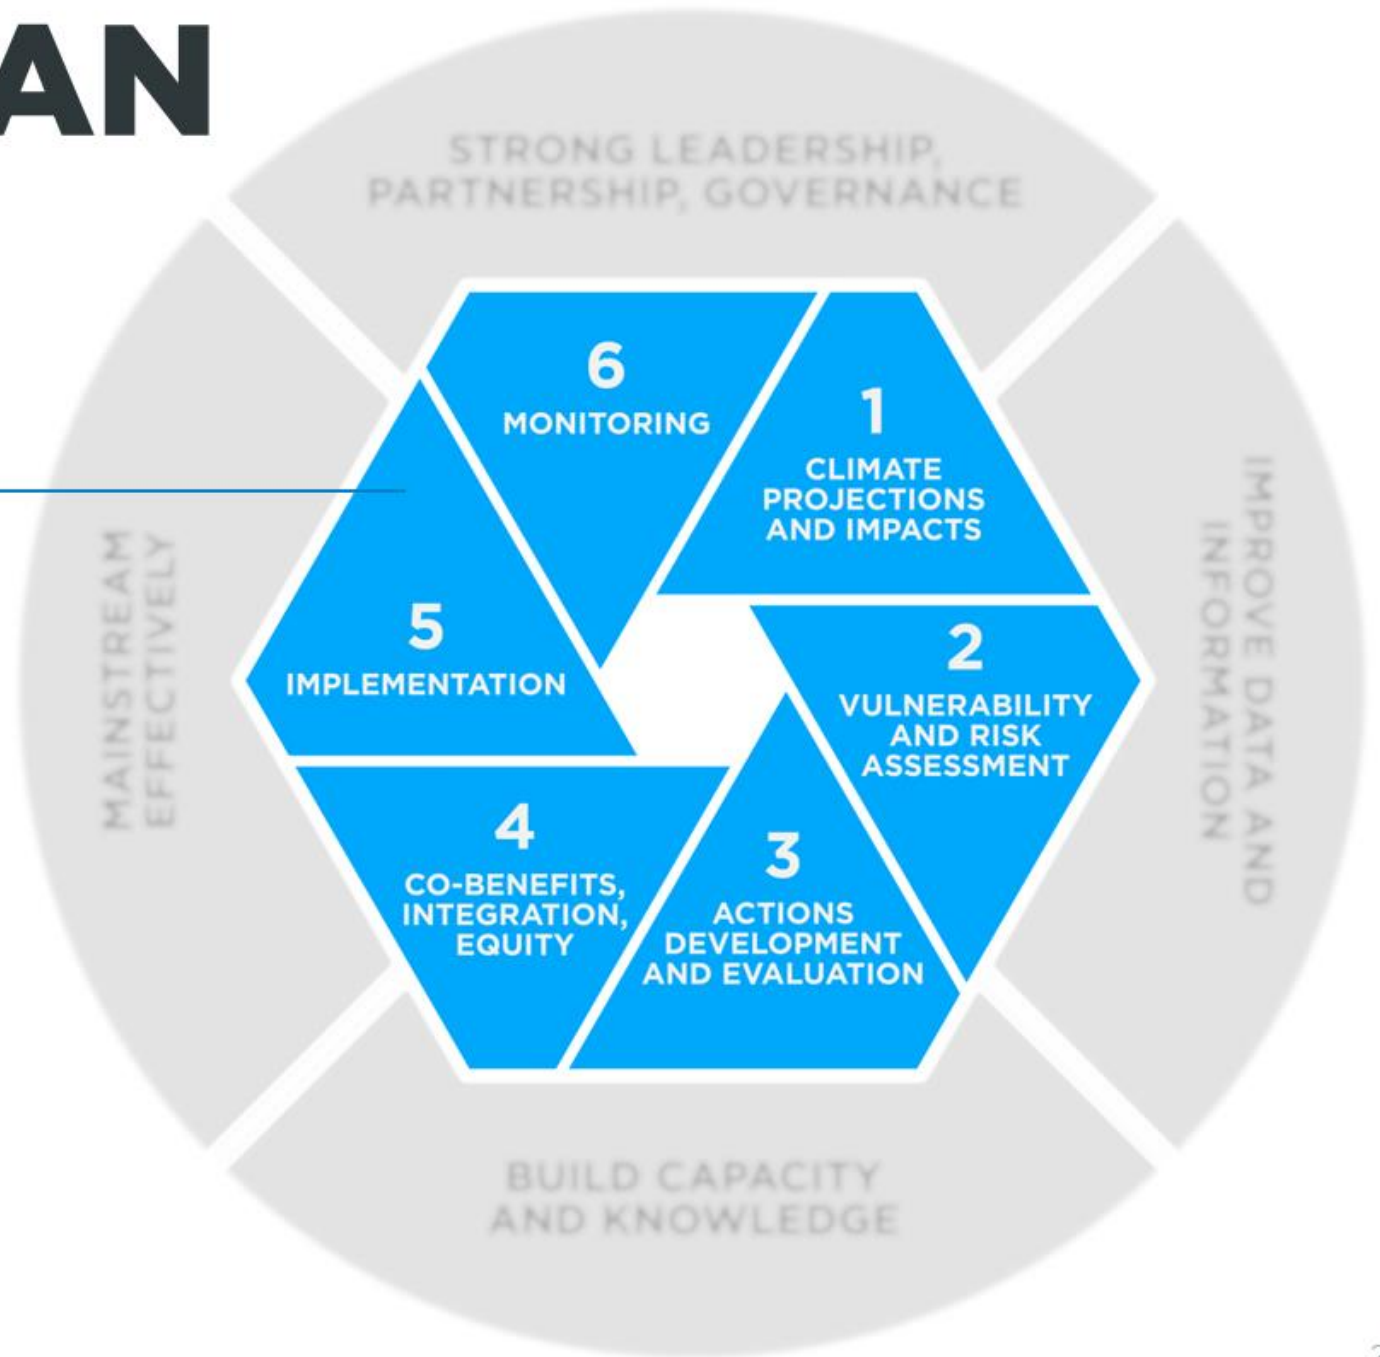 AN
STRONG LEADERSHIP,
PARTNERSHIP, GOVERNANCE
6
MONITORING
1
CLIMATE
PROJECTIONS
AND IMPACTS
IMPROVE DATA AND
INFORMATION
2
VULNERABILITY
AND RISK
ASSESSMENT
3
ACTIONS
DEVELOPMENT
AND EVALUATION
4
CO-BENEFITS,
INTEGRATION,
EQUITY
5
IMPLEMENTATION
MAINSTREAM
EFFECTIVELY
BUILD CAPACITY
AND KNOWLEDGE